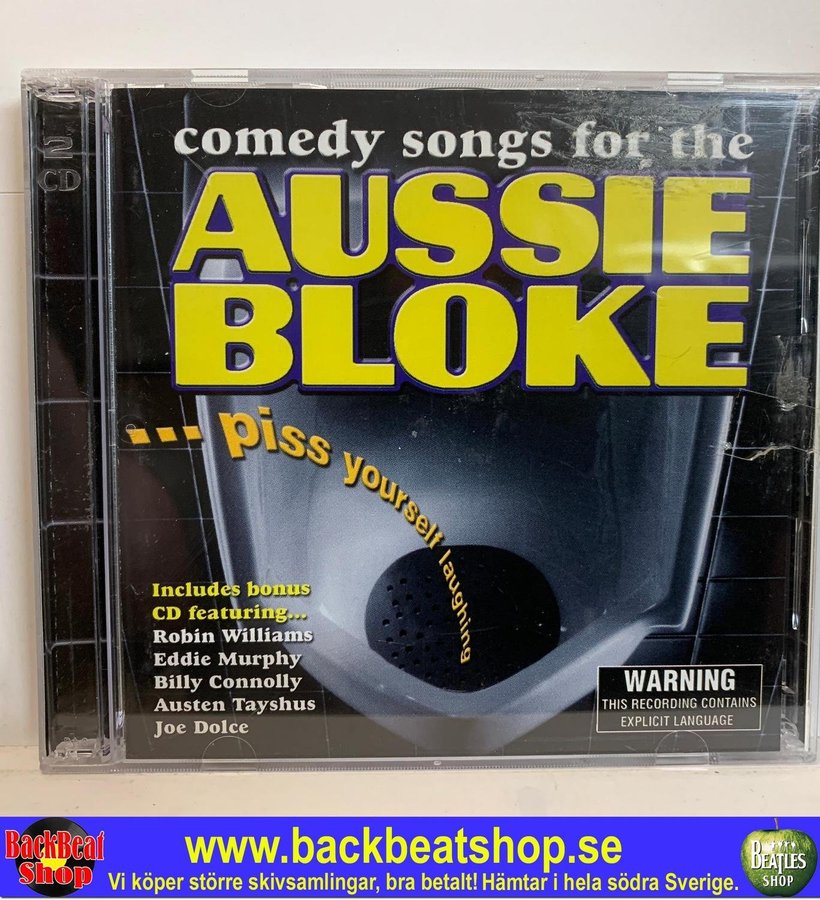 2
CD
comedy songs for the
AUSSIE
BLOKE
... piss yourself laughing
Includes bonus
CD featuring...
Robin Williams
Eddie Murphy
Billy Connolly
Austen Tayshus
Joe Dolce
WARNING
THIS RECORDING CONTAINS
EXPLICIT LANGUAGE
BackBeat
Shop
www.backbeatshop.se
Vi köper större skivsamlingar, bra betalt! Hämtar i hela södra Sverige.
BEATLES
SHOP